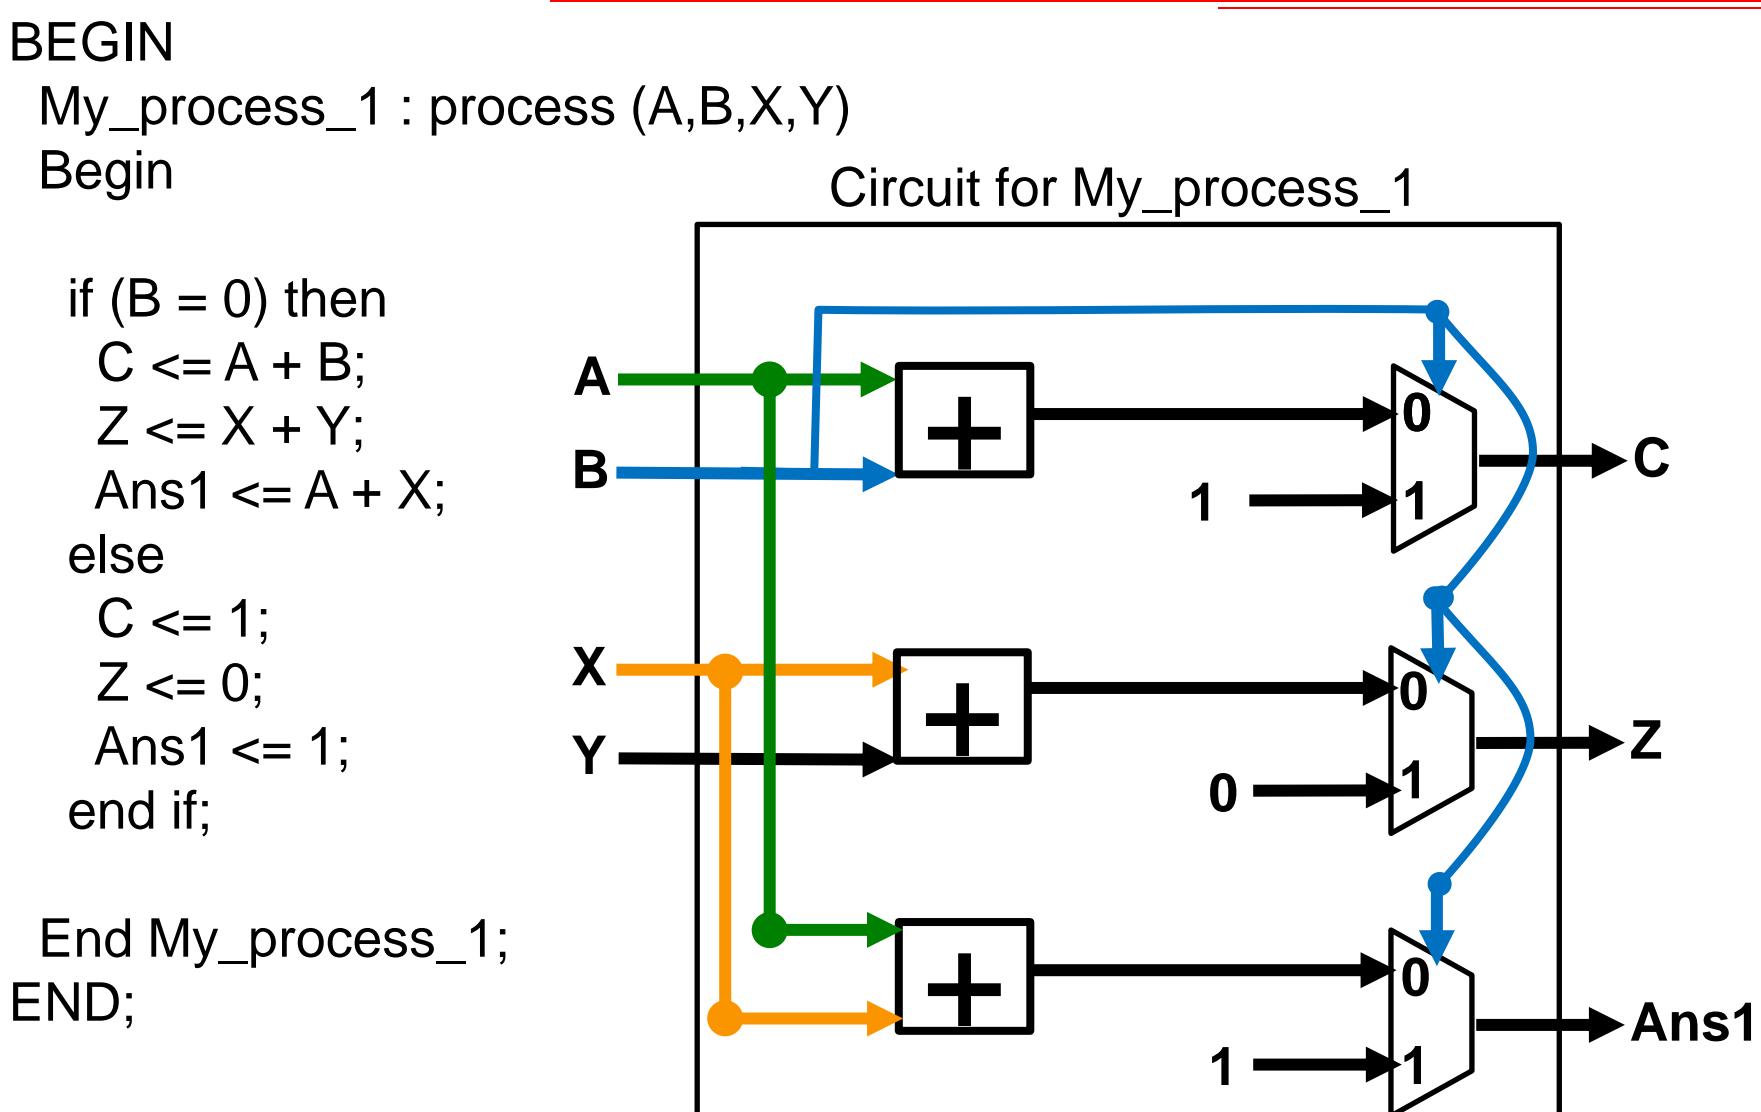 BEGIN
My_process_1 : process (A,B,X,Y)
Begin
if (B = 0) then
C <= A + B;
Z <= X + Y;
Ans1 <= A + X;
else
C <= 1;
Z <= 0;
Ans1 <= 1;
end if;
End My_process_1;
END;
Circuit for My_process_1
A
B
+
0
1
1
C
X
Y
+
0
0
1
Z
+
0
1
1
Ans1